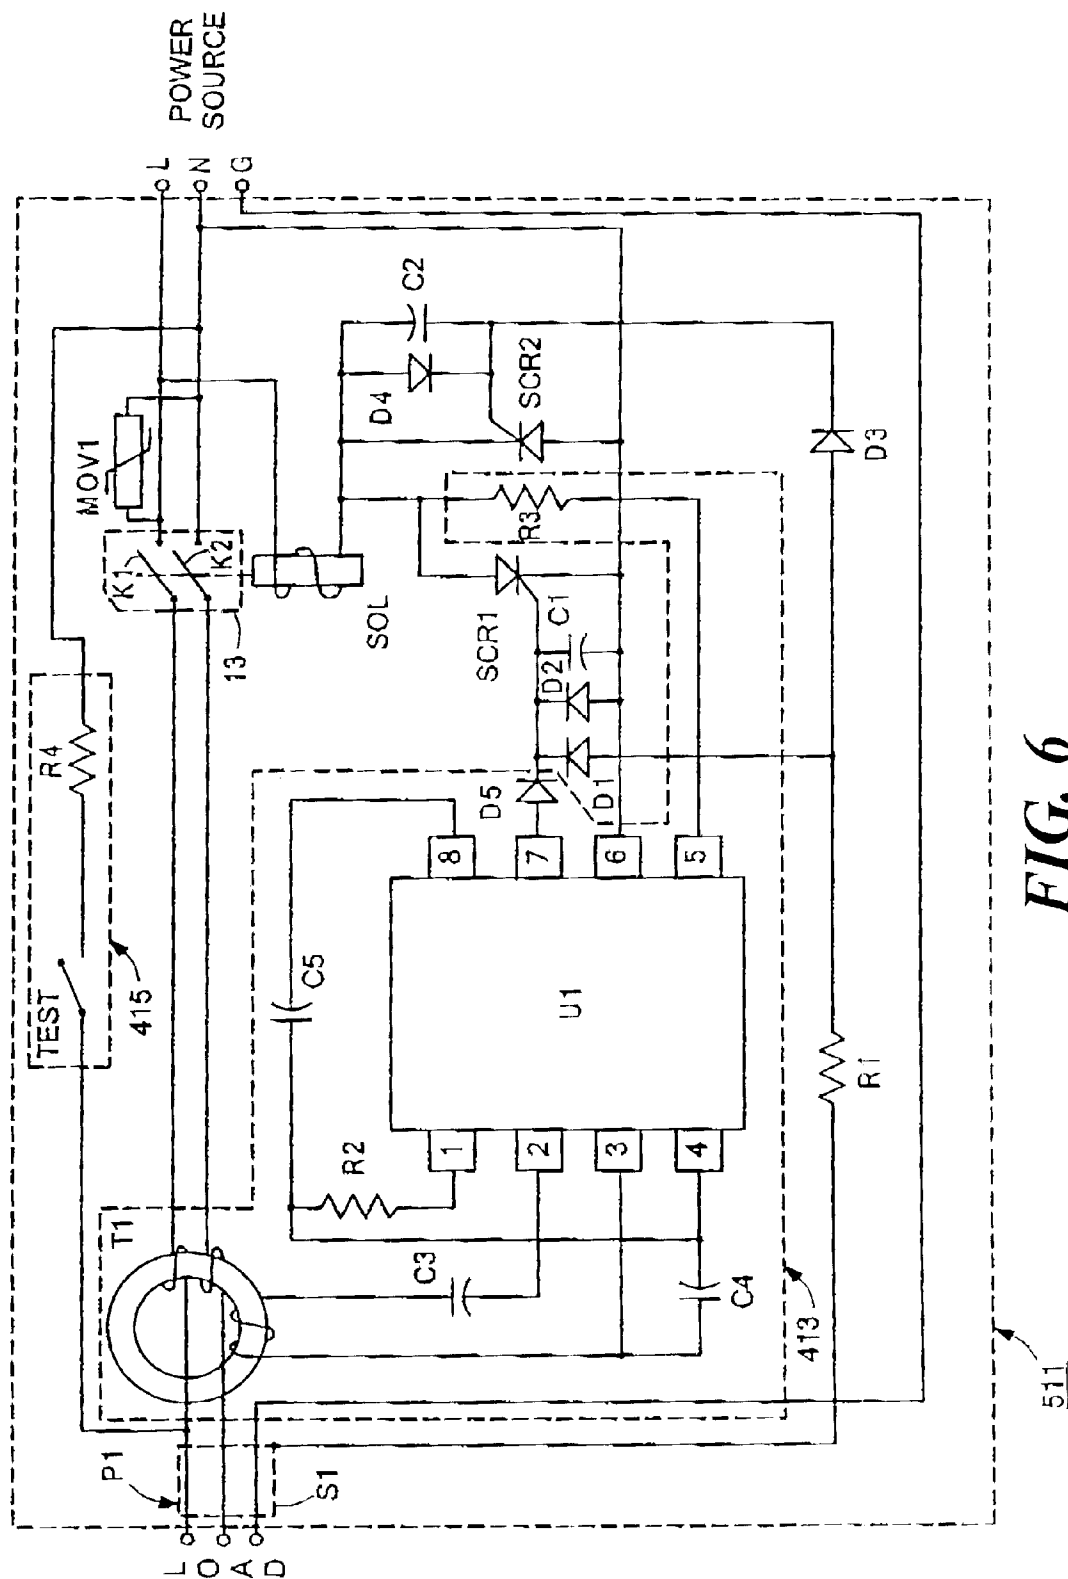 POWER
SOURCE
L
N
G
MOV1
K1
K2
13
SOL
R4
TEST
415
C2
D4
SCR2
D3
R3
SCR1
C1
D2
D1
D5
8
7
6
5
U1
1
2
3
4
C5
R2
R1
T1
C3
C4
413
511
P1
S1
L
O
A
D
FIG. 6